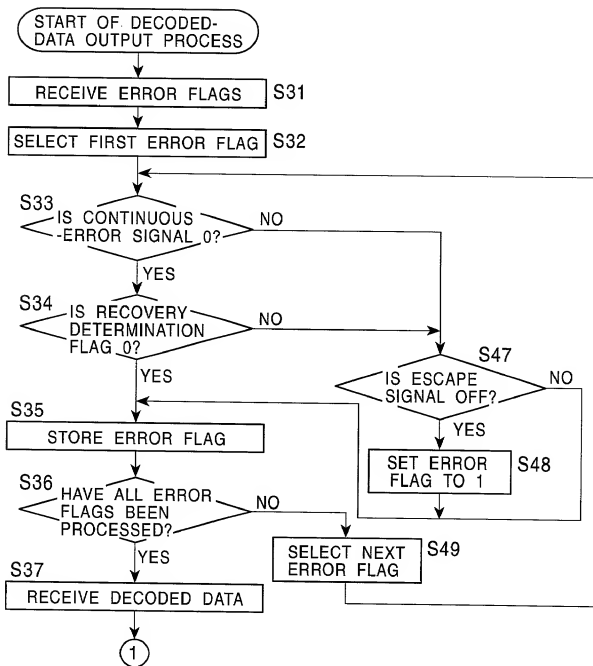 START OF DECODED-
DATA OUTPUT PROCESS
RECEIVE ERROR FLAGS
S31
SELECT FIRST ERROR FLAG
S32
S33
IS CONTINUOUS
-ERROR SIGNAL 0?
NO
YES
S34
IS RECOVERY
DETERMINATION
FLAG 0?
NO
YES
S47
IS ESCAPE
SIGNAL OFF?
NO
YES
S48
SET ERROR
FLAG TO 1
S35
STORE ERROR FLAG
S36
HAVE ALL ERROR
FLAGS BEEN
PROCESSED?
NO
YES
S49
SELECT NEXT
ERROR FLAG
S37
RECEIVE DECODED DATA
1